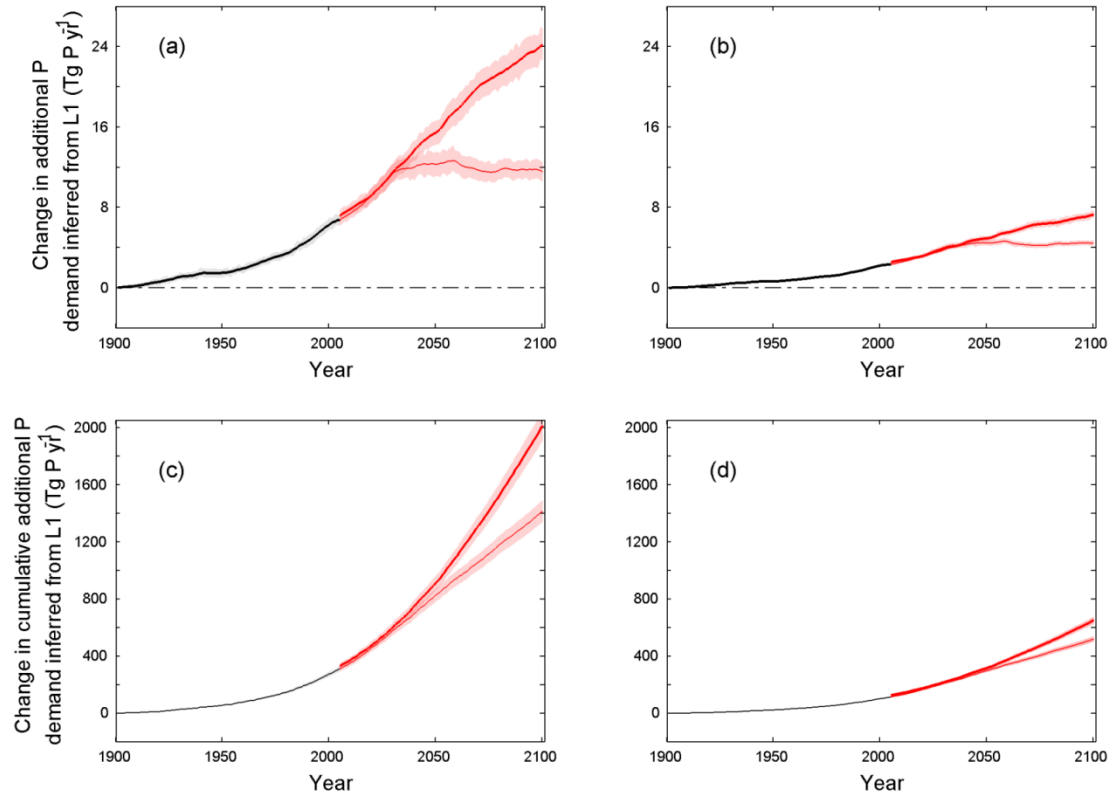 Change in additional P
demand inferred from L1 (Tg P yr⁻¹)
(a)
24
16
8
0
1900 1950 2000 2050 2100
Year
(b)
24
16
8
0
1900 1950 2000 2050 2100
Year
Change in cumulative additional P
demand inferred from L1 (Tg P yr⁻¹)
(c)
2000
1600
1200
800
400
0
1900 1950 2000 2050 2100
Year
(d)
2000
1600
1200
800
400
0
1900 1950 2000 2050 2100
Year